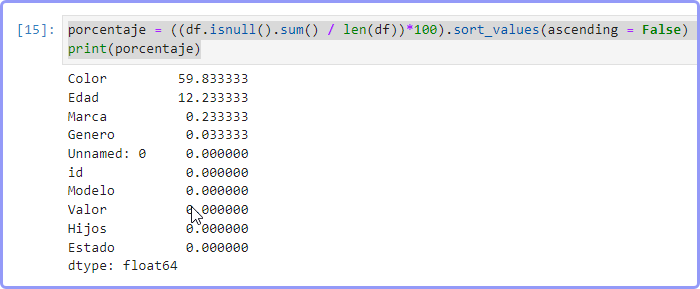 [15]: porcentaje = ((df.isnull().sum() / len(df))*100).sort_values(ascending = False)
print(porcentaje)
Color 59.833333
Edad 12.233333
Marca 0.233333
Genero 0.033333
Unnamed: 0 0.000000
id 0.000000
Modelo 0.000000
Valor 0.000000
Hijos 0.000000
Estado 0.000000
dtype: float64